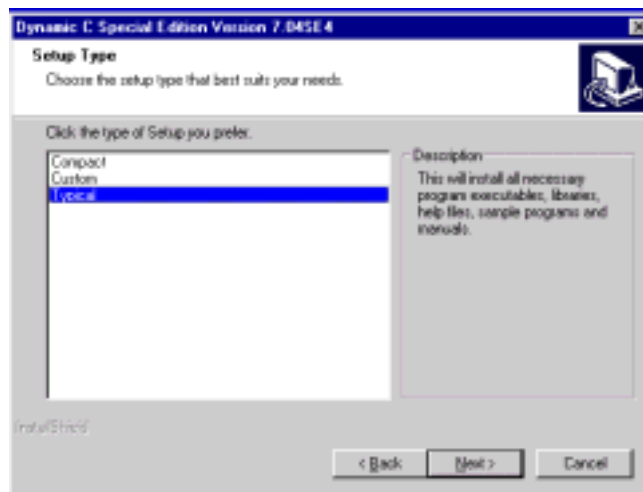 Dynamic C Special Edition Version 7.04SE4
Setup Type
Choose the setup type that best suits your needs.
Click the type of Setup you prefer.
Compact
Custom
Typical
Description
This will install all necessary
program executables, libraries,
help files, sample programs and
manuals.
InstallShield
< Back
Next >
Cancel